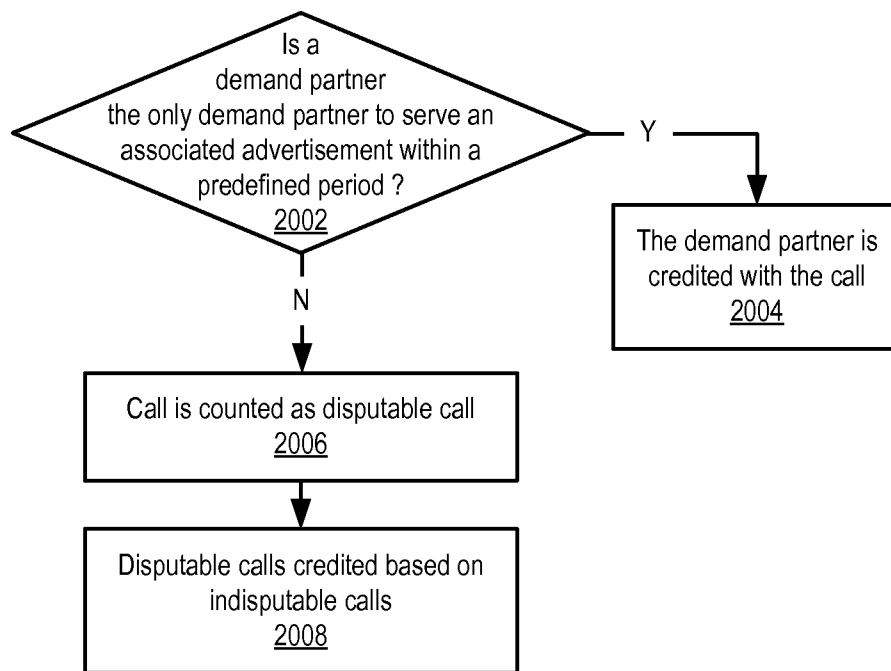 Is a
demand partner
the only demand partner to serve an
associated advertisement within a
predefined period ?
2002
Y
The demand partner is
credited with the call
2004
N
Call is counted as disputable call
2006
Disputable calls credited based on
indisputable calls
2008